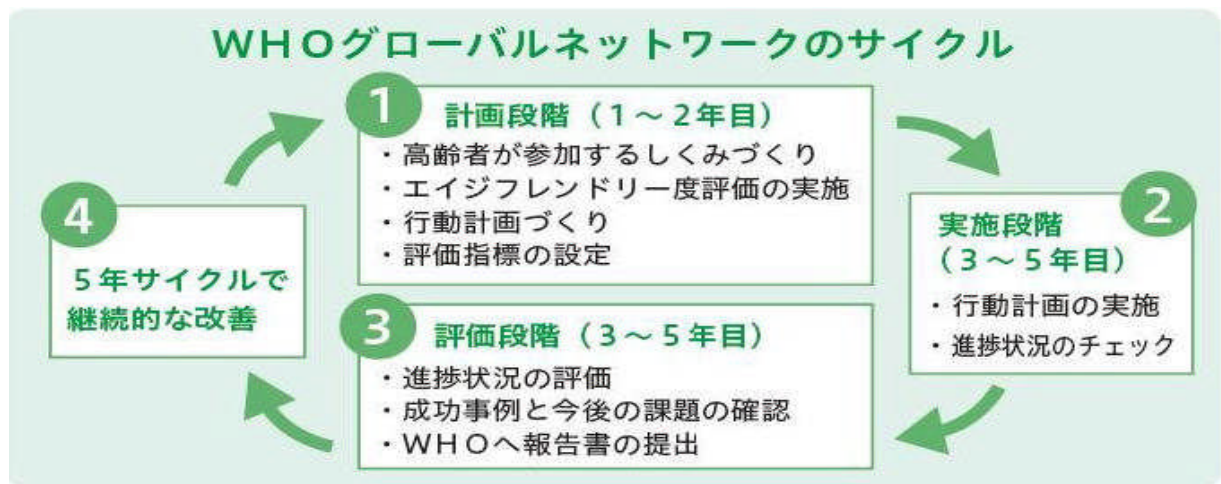 WHOグローバルネットワークのサイクル
1
計画段階(1～2年目)
・高齢者が参加するしくみづくり
・エイジフレンドリー度評価の実施
・行動計画づくり
・評価指標の設定
2
実施段階
(3～5年目)
・行動計画の実施
・進捗状況のチェック
3
評価段階(3～5年目)
・進捗状況の評価
・成功事例と今後の課題の確認
・WHOへ報告書の提出
4
5年サイクルで
継続的な改善